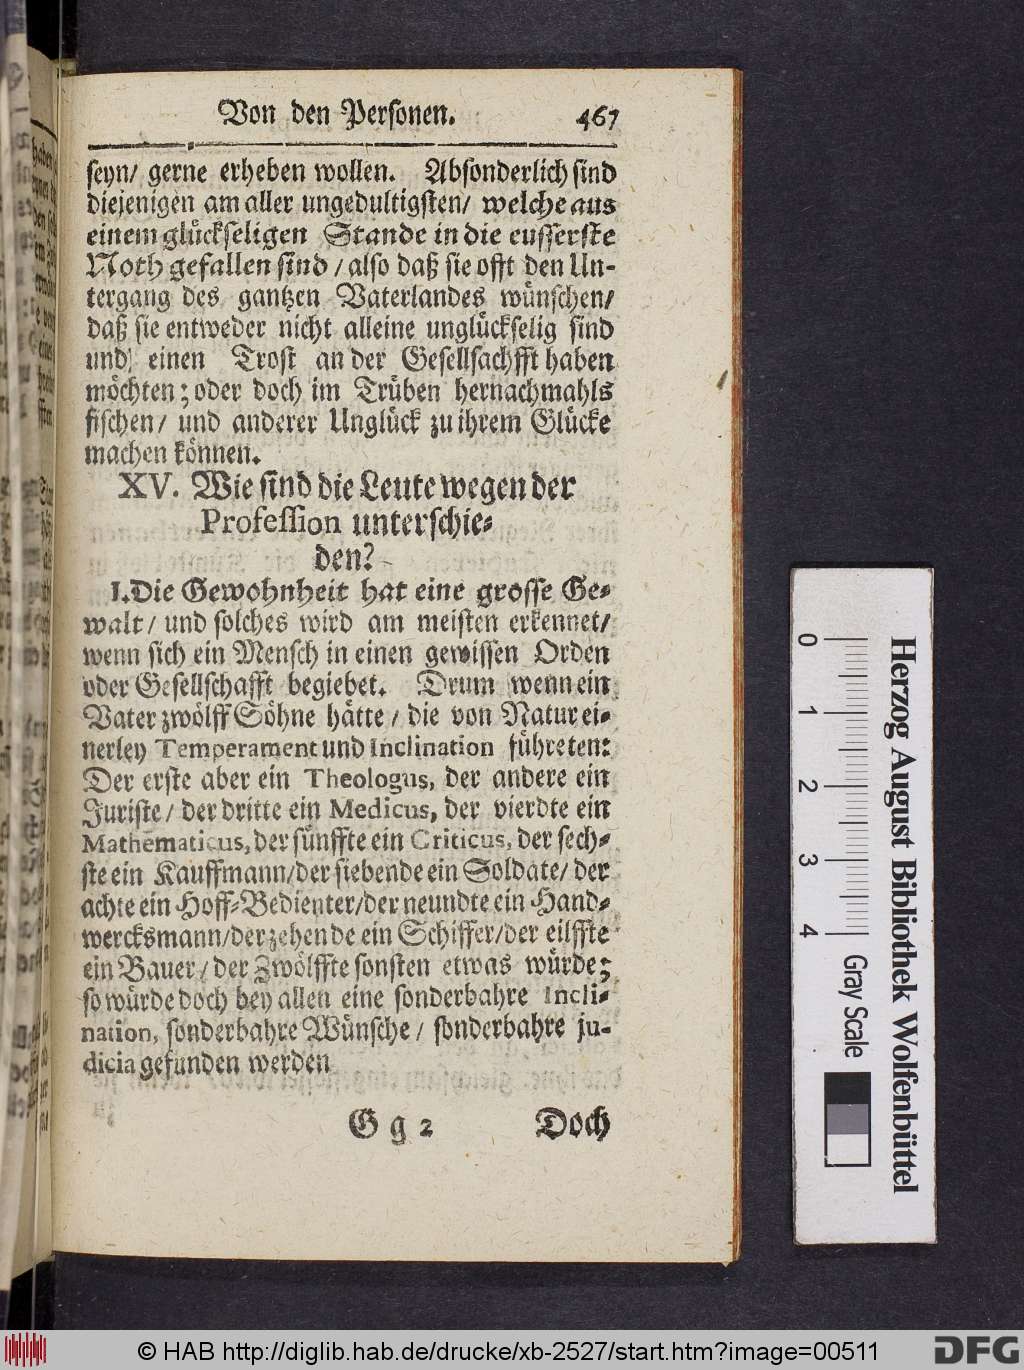 Von den Personen. 467
seyn/ gerne erheben wollen. Absonderlich sind
diejenigen am aller ungedultigsten/ welche aus
einem glückseligen Stande in die eusserste
Noth gefallen sind / also daß sie offt den Un-
tergang des gantzen Vaterlandes wünschen/
daß sie entweder nicht alleine unglückselig sind
und einen Trost an der Gesellsachfft haben
möchten; oder doch im Trüben hernachmahls
fischen/ und anderer Unglück zu ihrem Glücke
machen können.
XV. Wie sind die Leute wegen der
Profession unterschie-
den?
I. Die Gewohnheit hat eine grosse Ge-
walt/ und solches wird am meisten erkennet/
wenn sich ein Mensch in einen gewissen Orden
oder Gesellschafft begiebet. Drum wenn ein
Vater zwölff Söhne hätte/ die von Natur ei-
nerley Temperament und Inclination führeten:
Der erste aber ein Theologus, der andere ein
Juriste/ der dritte ein Medicus, der vierdte ein
Mathematicus, der fünffte ein Criticus, der sech-
ste ein Kauffmann/ der siebende ein Soldate/ der
achte ein Hoff-Bedienter/ der neundte ein Hand-
wercksmann/ der zehende ein Schiffer/ der eilffte
ein Bauer/ der Zwölffte sonsten etwas würde;
so würde doch bey allen eine sonderbahre Incli-
nation, sonderbahre Wünsche/ sonderbahre ju-
dicia gefunden werden
G g 2 Doch
0 1 2 3 4 Gray Scale
Herzog August Bibliothek Wolfenbüttel
© HAB http://diglib.hab.de/drucke/xb-2527/start.htm?image=00511
DFG